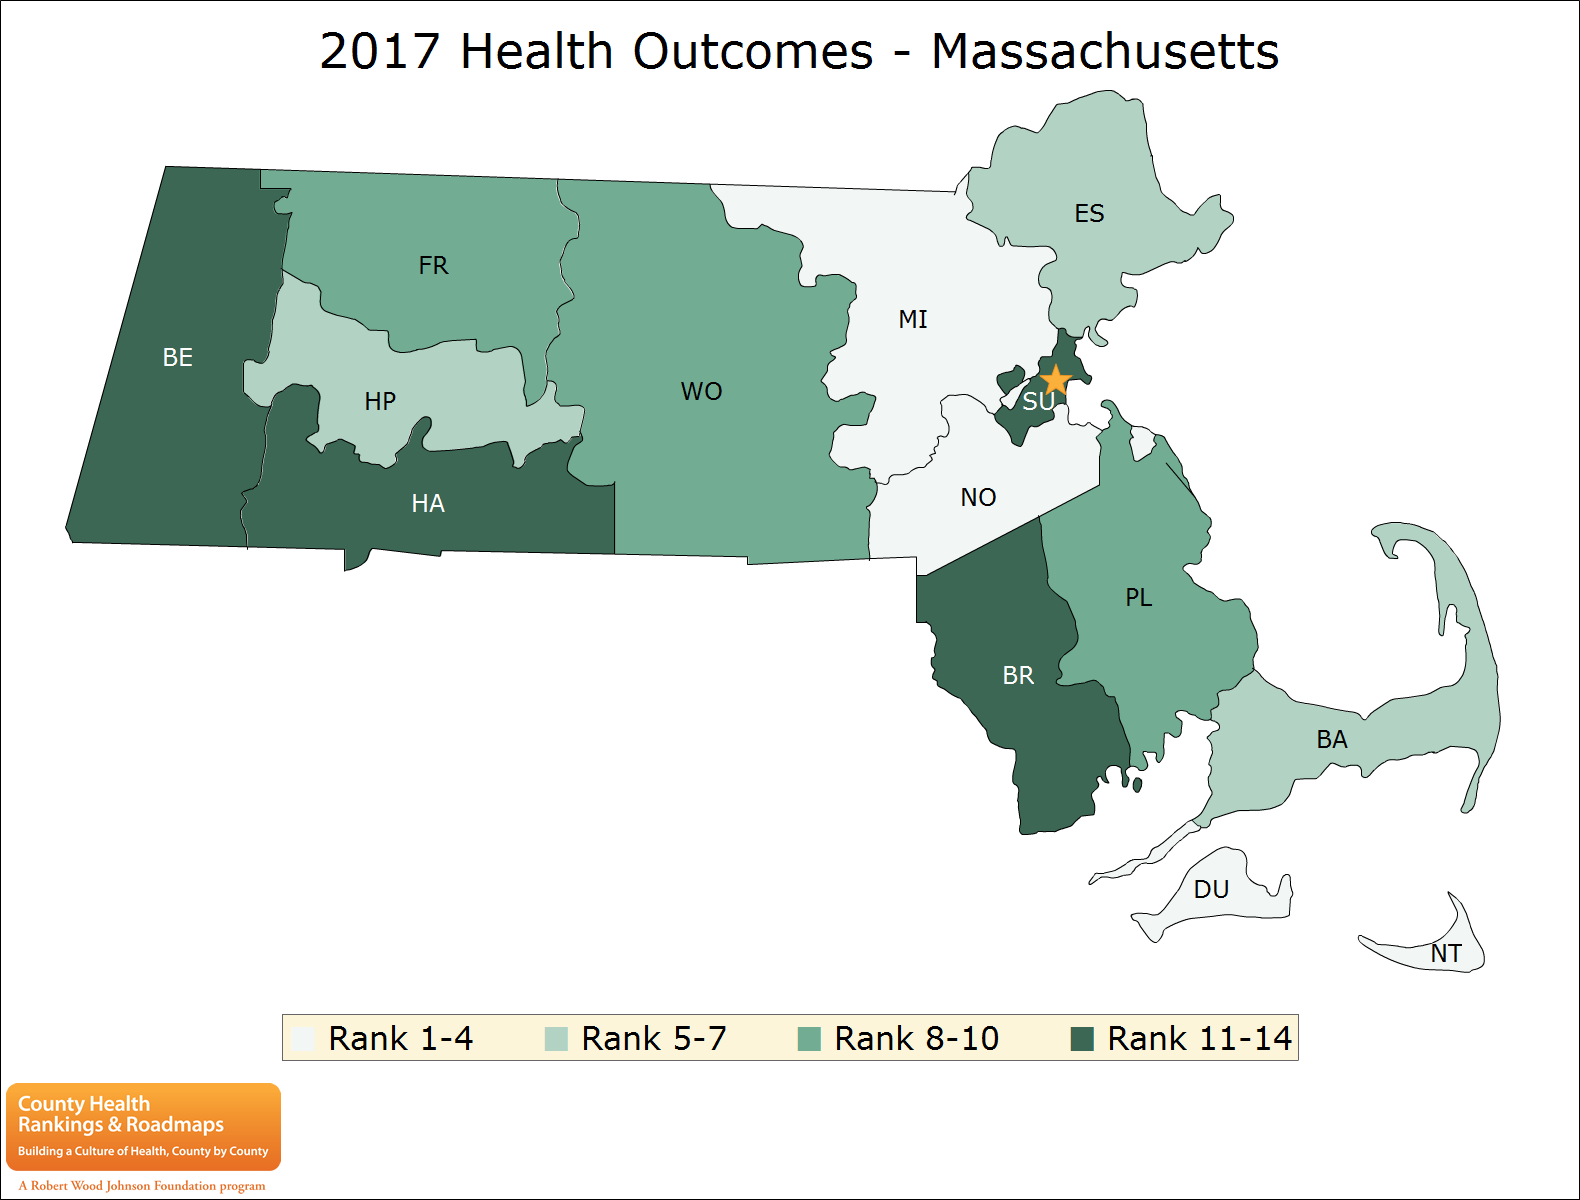 2017 Health Outcomes - Massachusetts
ES
FR
MI
BE
WO
HP
SU
NO
HA
PL
BR
BA
DU
NT
Rank 1-4 Rank 5-7 Rank 8-10 Rank 11-14
County Health
Rankings & Roadmaps
Building a Culture of Health, County by County
A Robert Wood Johnson Foundation program